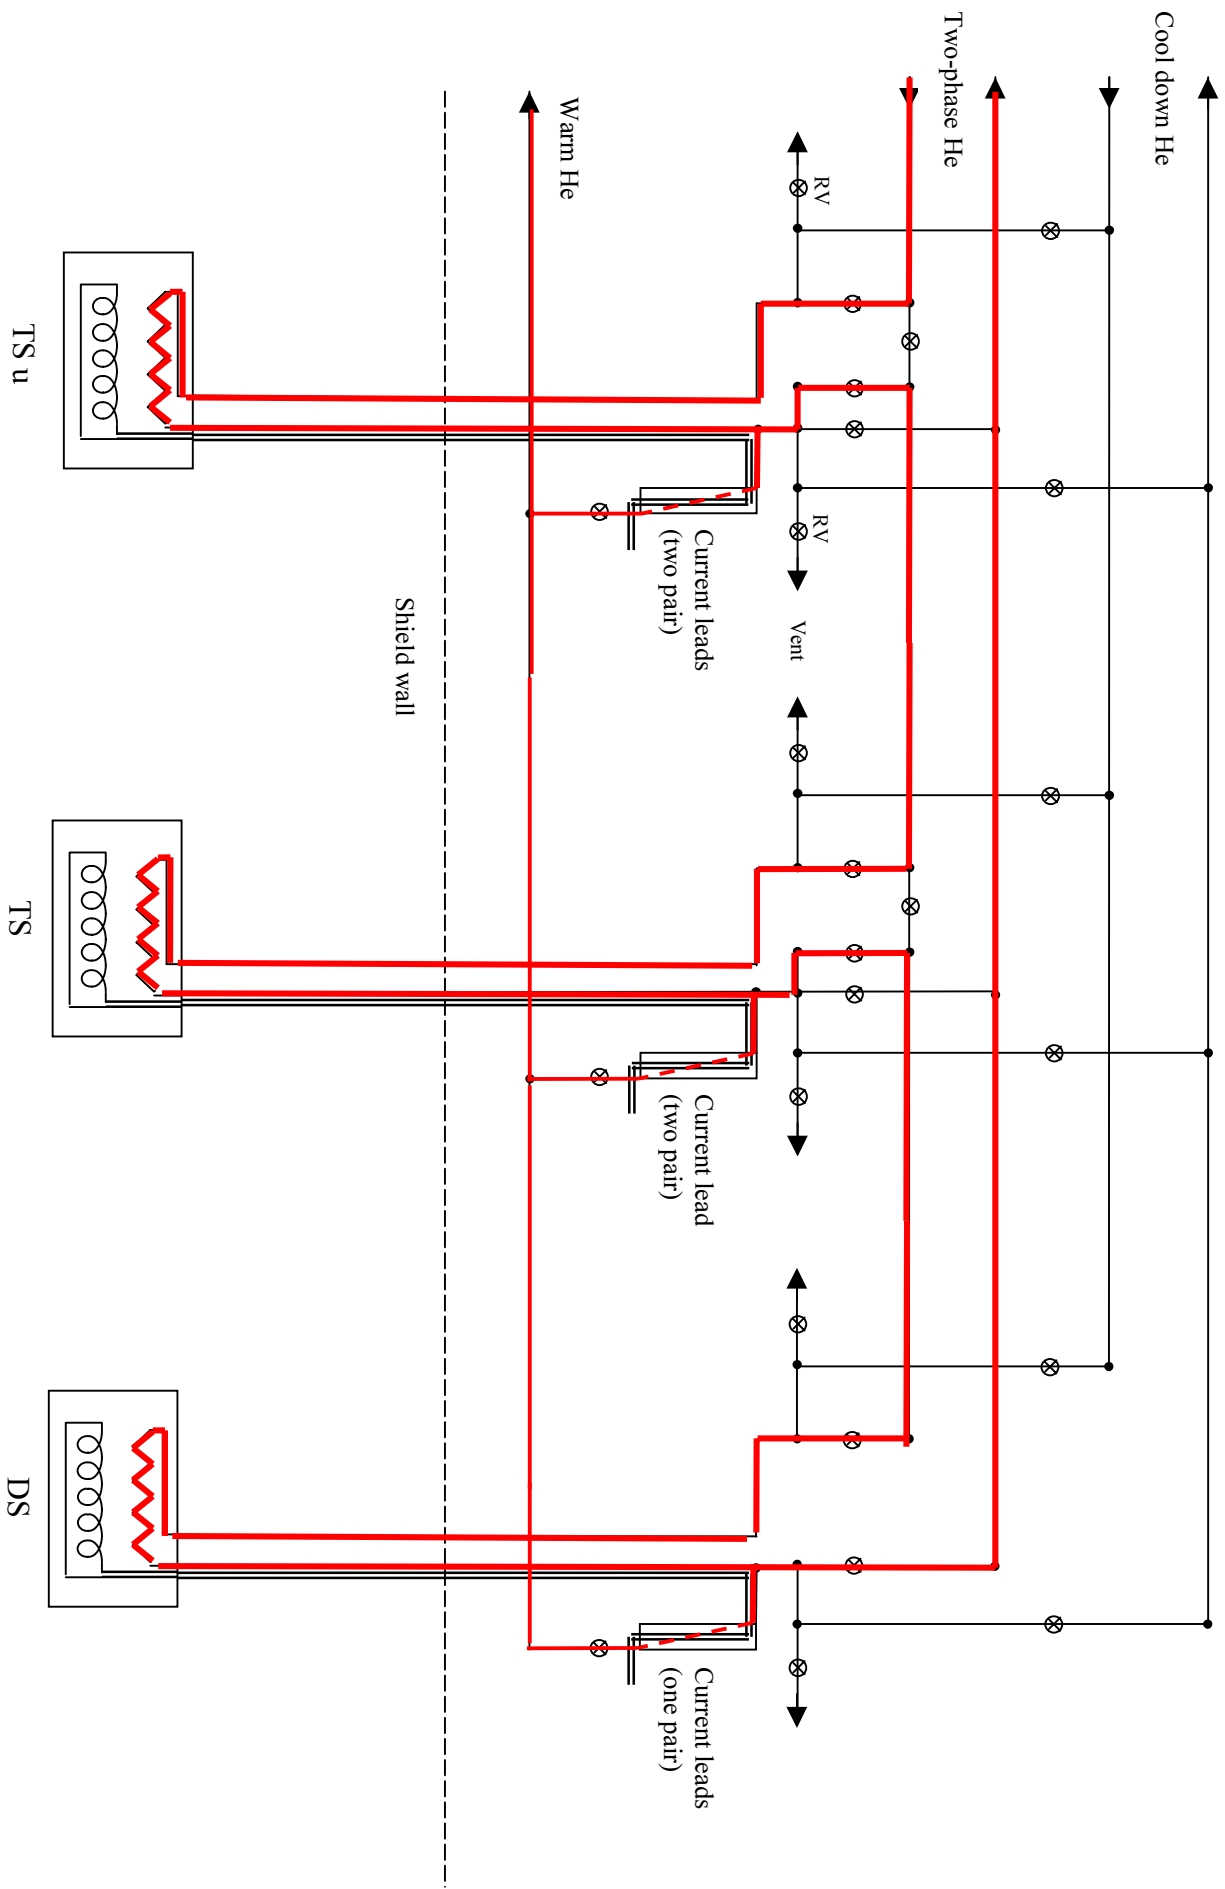 Cool down He
Two-phase He
Warm He
RV
RV
Vent
Current leads
(two pair)
Current lead
(two pair)
Current leads
(one pair)
Shield wall
TS u
TS
DS